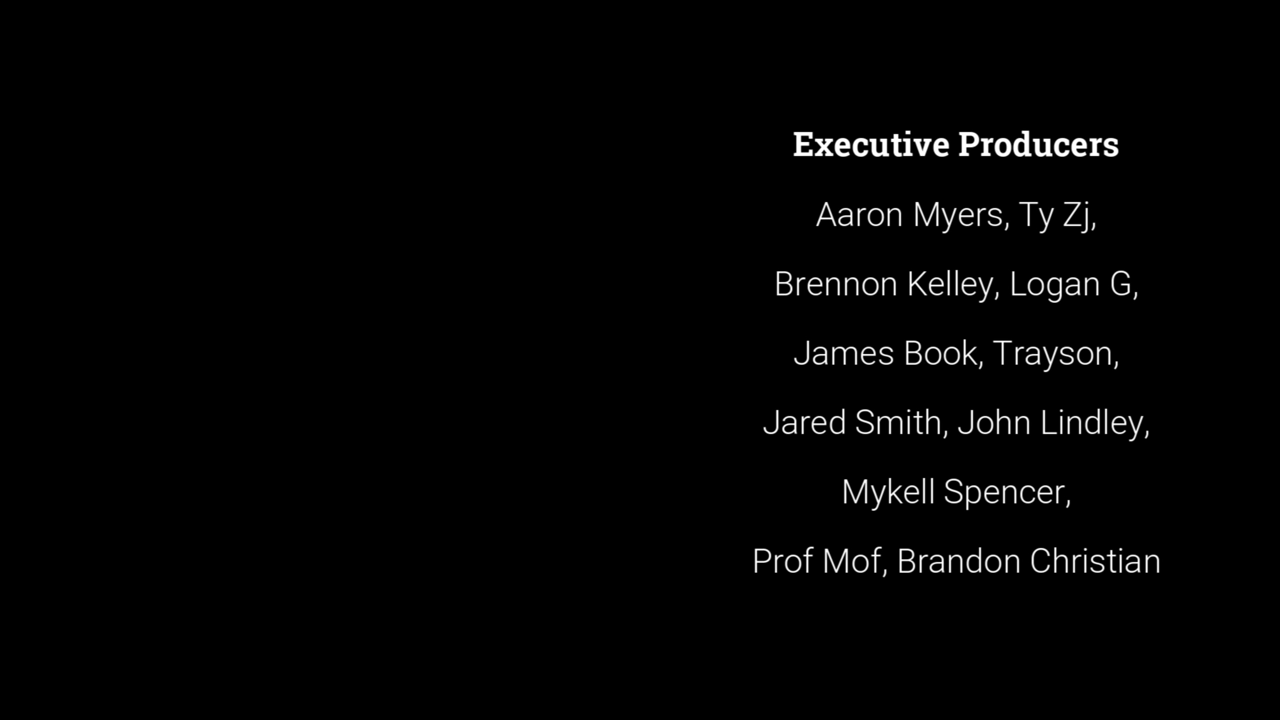 Executive Producers
Aaron Myers, Ty Zj,
Brennon Kelley, Logan G,
James Book, Trayson,
Jared Smith, John Lindley,
Mykell Spencer,
Prof Mof, Brandon Christian